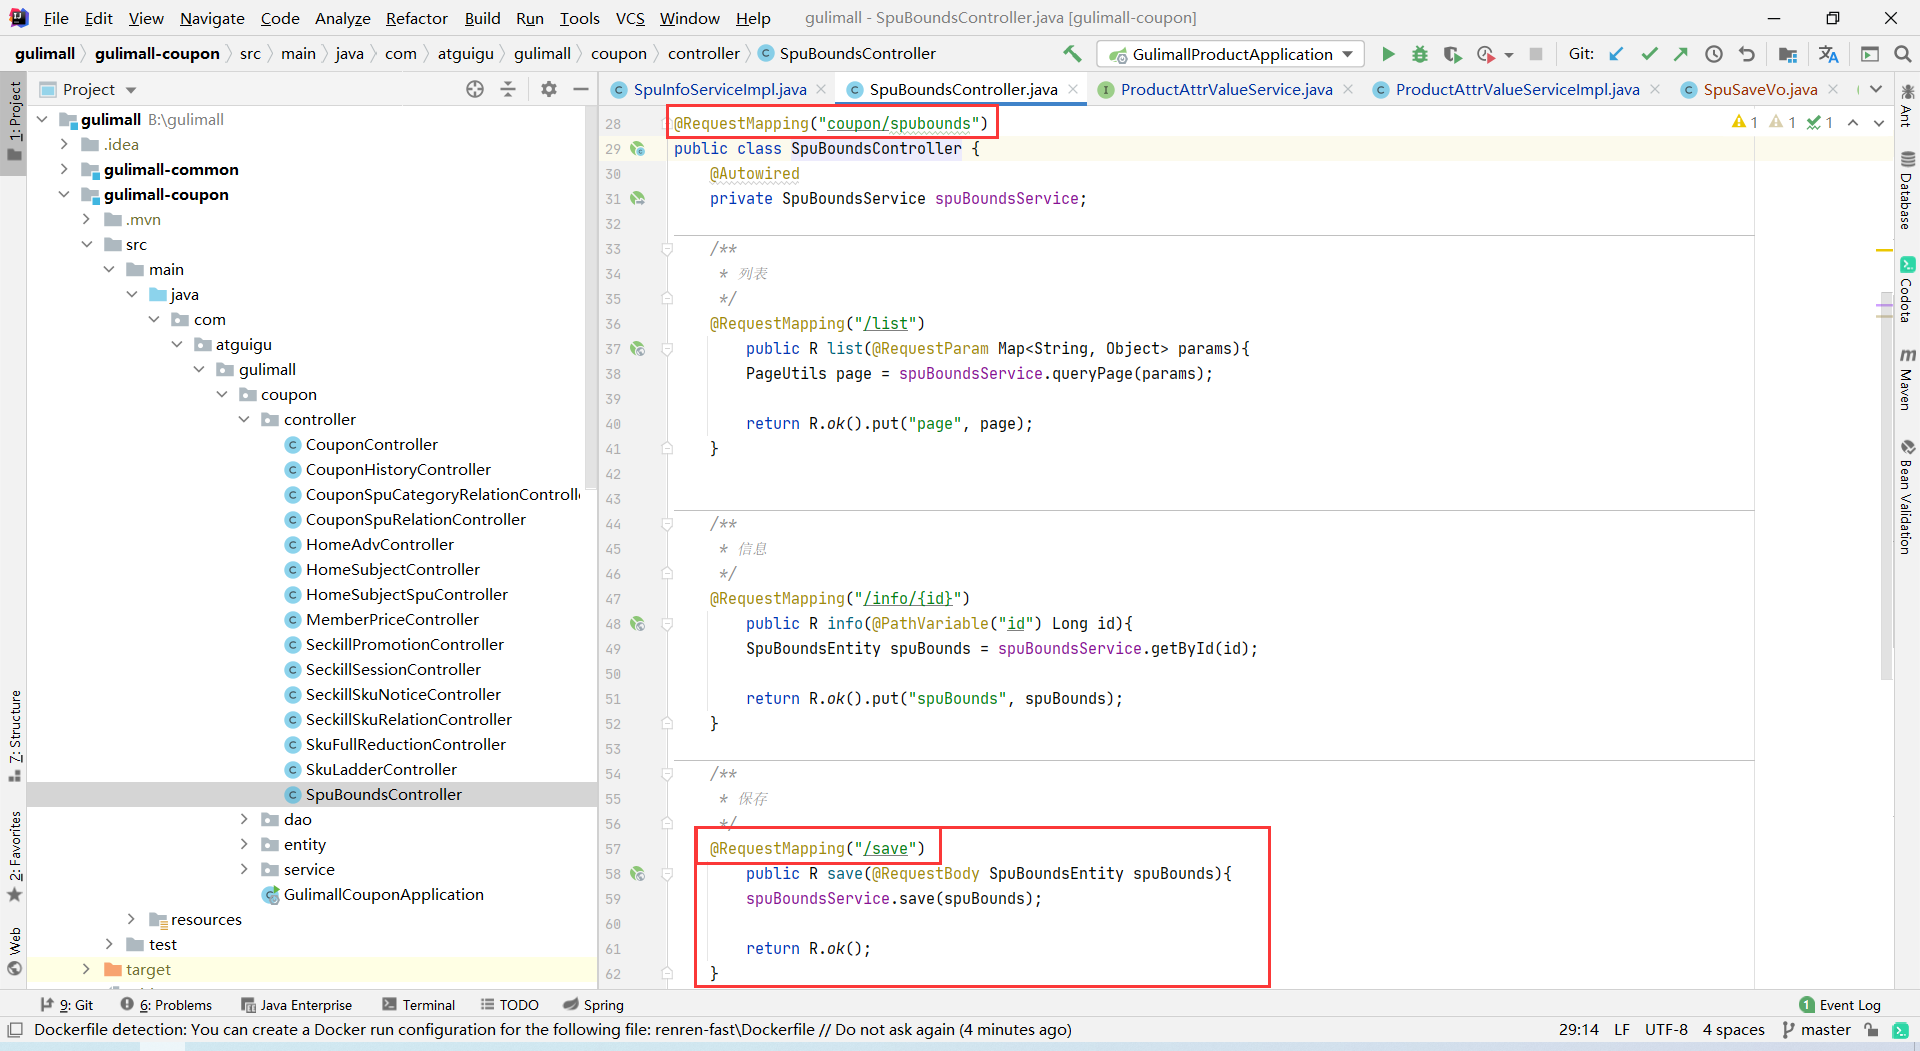 File Edit View Navigate Code Analyze Refactor Build Run Tools VCS Window Help gulimall - SpuBoundsController.java [gulimall-coupon]
gulimall gulimall-coupon src main java com atguigu gulimall coupon controller SpuBoundsController GulimallProductApplication Git:
Project
SpuInfoServiceImpl.java SpuBoundsController.java ProductAttrValueService.java ProductAttrValueServiceImpl.java SpuSaveVo.java
1: Project
7: Structure
2: Favorites
Web
gulimall B:\gulimall
.idea
gulimall-common
gulimall-coupon
.mvn
src
main
java
com
atguigu
gulimall
coupon
controller
CouponController
CouponHistoryController
CouponSpuCategoryRelationControll
CouponSpuRelationController
HomeAdvController
HomeSubjectController
HomeSubjectSpuController
MemberPriceController
SeckillPromotionController
SeckillSessionController
SeckillSkuNoticeController
SeckillSkuRelationController
SkuFullReductionController
SkuLadderController
SpuBoundsController
dao
entity
service
GulimallCouponApplication
resources
test
target
28 @RequestMapping("coupon/spubounds") 1 1 1
29 public class SpuBoundsController {
30 @Autowired
31 private SpuBoundsService spuBoundsService;
32
33 /**
34 * 列表
35 */
36 @RequestMapping("/list")
37 public R list(@RequestParam Map<String, Object> params){
38 PageUtils page = spuBoundsService.queryPage(params);
39
40 return R.ok().put("page", page);
41 }
42
43
44 /**
45 * 信息
46 */
47 @RequestMapping("/info/{id}")
48 public R info(@PathVariable("id") Long id){
49 SpuBoundsEntity spuBounds = spuBoundsService.getById(id);
50
51 return R.ok().put("spuBounds", spuBounds);
52 }
53
54 /**
55 * 保存
56 */
57 @RequestMapping("/save")
58 public R save(@RequestBody SpuBoundsEntity spuBounds){
59 spuBoundsService.save(spuBounds);
60
61 return R.ok();
62 }
Ant
Database
Codota
Maven
Bean Validation
9: Git 6: Problems Java Enterprise Terminal TODO Spring 1 Event Log
Dockerfile detection: You can create a Docker run configuration for the following file: renren-fast\Dockerfile // Do not ask again (4 minutes ago) 29:14 LF UTF-8 4 spaces master